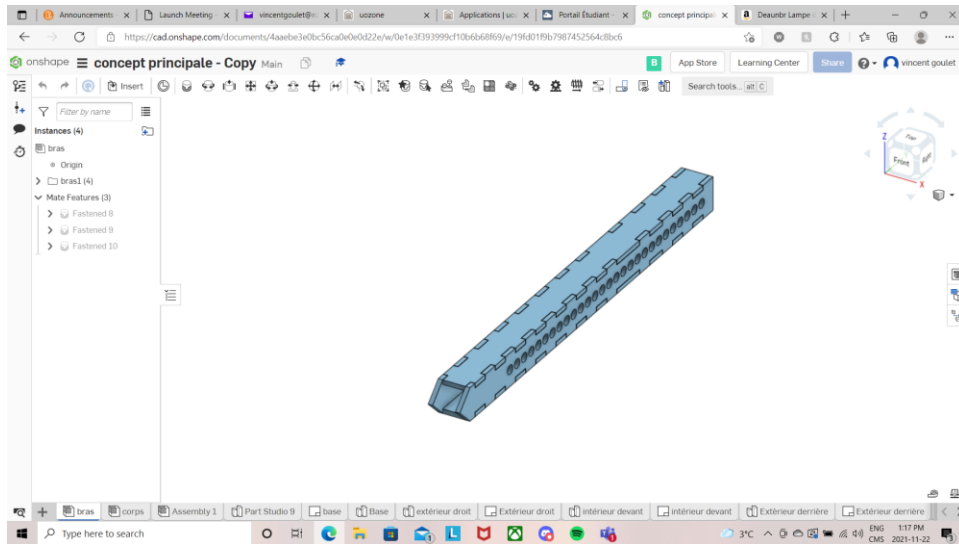 Announcements -
Launch Meeting -
vincentgoulet@
uozone
Applications | uo
Portail Étudiant -
concept principal
Deaunbr Lampe
https://cad.onshape.com/documents/4aaebe3e0bc56ca0e0e0d22e/w/0e1e3f393999cf10b6b68f69/e/19fd01f9b7987452564c8bc6
onshape concept principale - Copy Main
App Store Learning Center Share vincent goulet
Insert
Search tools... alt C
Filter by name
Instances (4)
bras
Origin
bras1 (4)
Mate Features (3)
Fastened 8
Fastened 9
Fastened 10
Z
Top
Front
Right
X
bras corps Assembly 1 Part Studio 9 base Base extérieur droit Extérieur droit intérieur devant intérieur devant Extérieur derrière Extérieur derrière
Type here to search
3°C
ENG 1:17 PM
CMS 2021-11-22